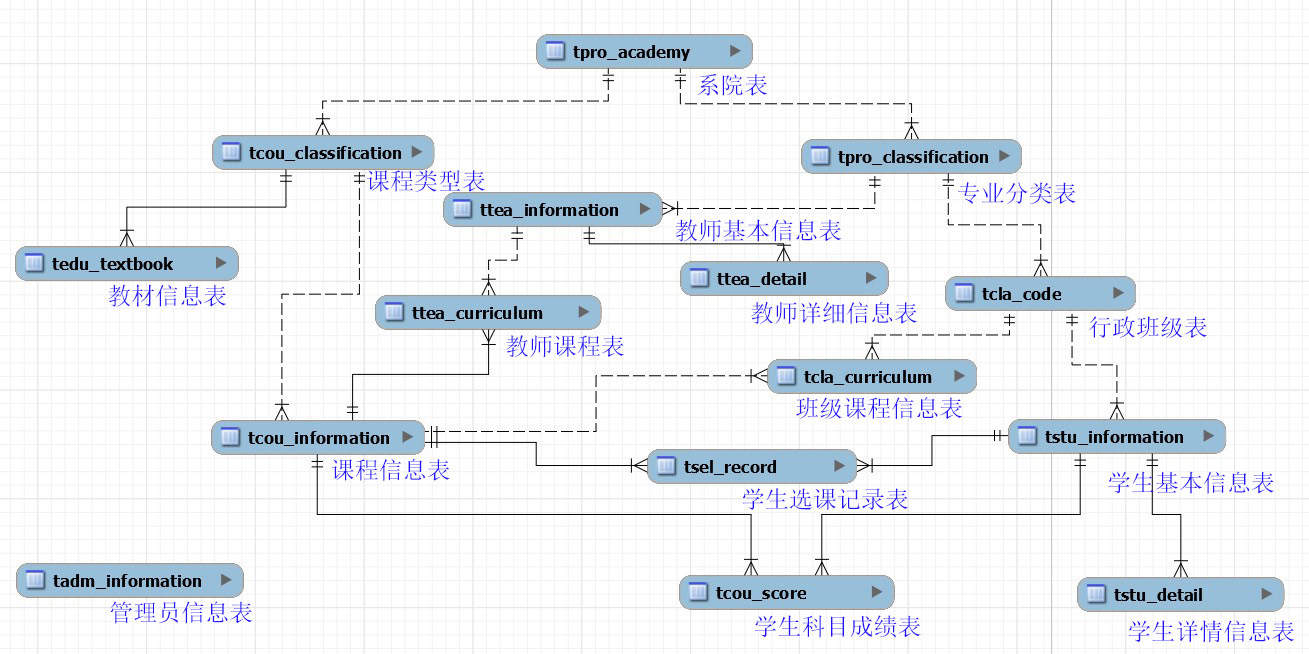 tpro_academy
系院表
tcou_classification
课程类型表
tpro_classification
专业分类表
ttea_information
教师基本信息表
tedu_textbook
教材信息表
ttea_detail
教师详细信息表
tcla_code
行政班级表
ttea_curriculum
教师课程表
tcla_curriculum
班级课程信息表
tcou_information
课程信息表
tstu_information
学生基本信息表
tsel_record
学生选课记录表
tadm_information
管理员信息表
tcou_score
学生科目成绩表
tstu_detail
学生详情信息表